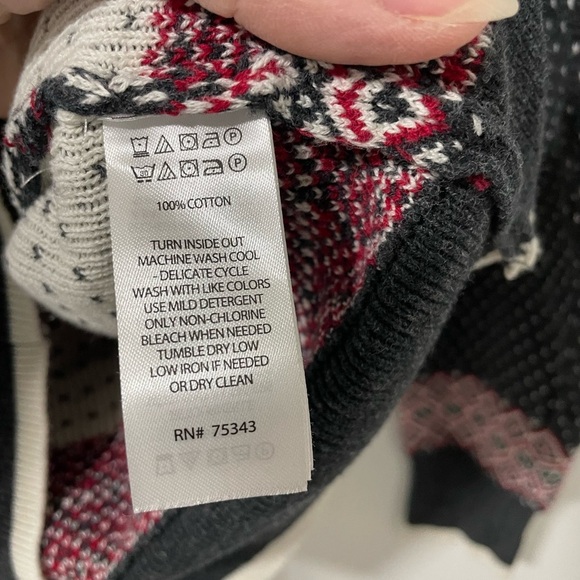 100% COTTON
TURN INSIDE OUT
MACHINE WASH COOL
- DELICATE CYCLE
WASH WITH LIKE COLORS
USE MILD DETERGENT
ONLY NON-CHLORINE
BLEACH WHEN NEEDED
TUMBLE DRY LOW
LOW IRON IF NEEDED
OR DRY CLEAN
RN# 75343